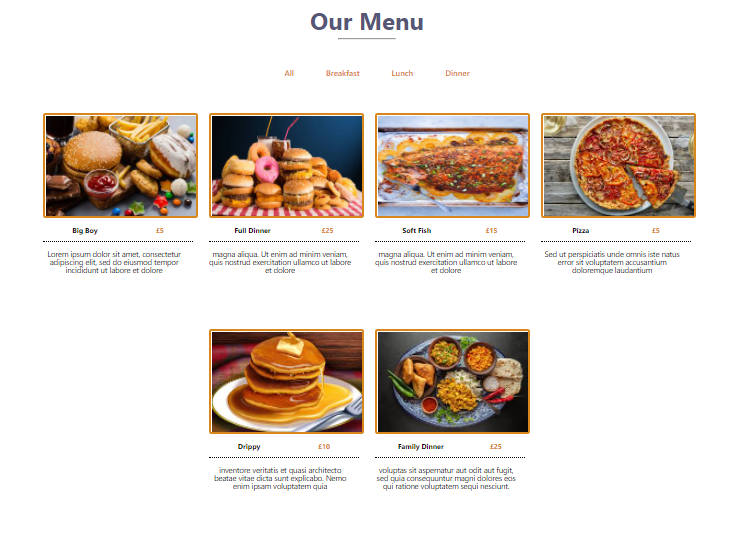 Our Menu
All Breakfast Lunch Dinner
Big Boy £5
Lorem ipsum dolor sit amet, consectetur
adipiscing elit, sed do eiusmod tempor
incididunt ut labore et dolore
Full Dinner £25
magna aliqua. Ut enim ad minim veniam,
quis nostrud exercitation ullamco ut labore
et dolore
Soft Fish £15
magna aliqua. Ut enim ad minim veniam,
quis nostrud exercitation ullamco ut labore
et dolore
Pizza £5
Sed ut perspiciatis unde omnis iste natus
error sit voluptatem accusantium
doloremque laudantium
Drippy £10
inventore veritatis et quasi architecto
beatae vitae dicta sunt explicabo. Nemo
enim ipsam voluptatem quia
Family Dinner £25
voluptas sit aspernatur aut odit aut fugit,
sed quia consequuntur magni dolores eos
qui ratione voluptatem sequi nesciunt.